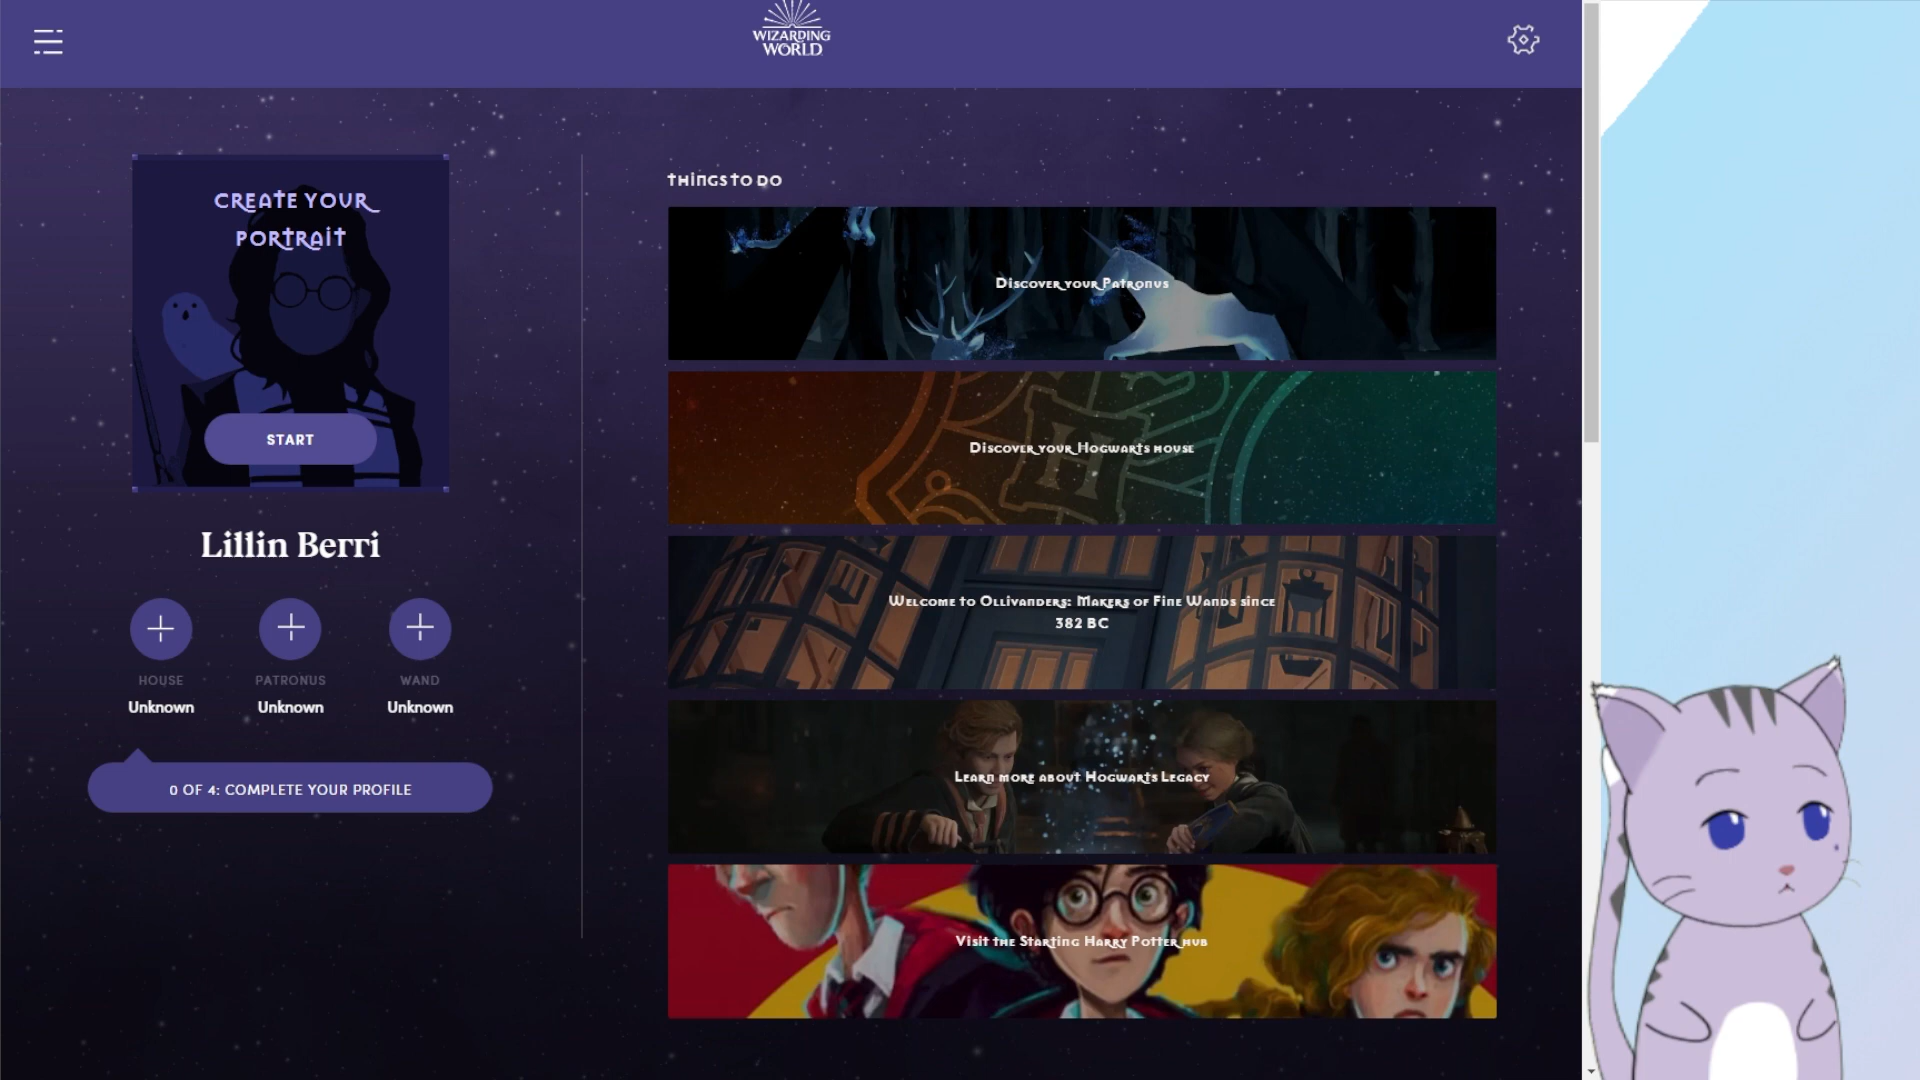 WIZARDING
WORLD
CREATE YOUR
PORTRAIT
START
Lillin Berri
HOUSE
PATRONUS
WAND
Unknown
Unknown
Unknown
0 OF 4: COMPLETE YOUR PROFILE
THINGS TO DO
Discover your Patronus
Discover your Hogwarts house
Welcome to Ollivanders: Makers of Fine Wands since
382 BC
Learn more about Hogwarts Legacy
Visit the Starting Harry Potter hub